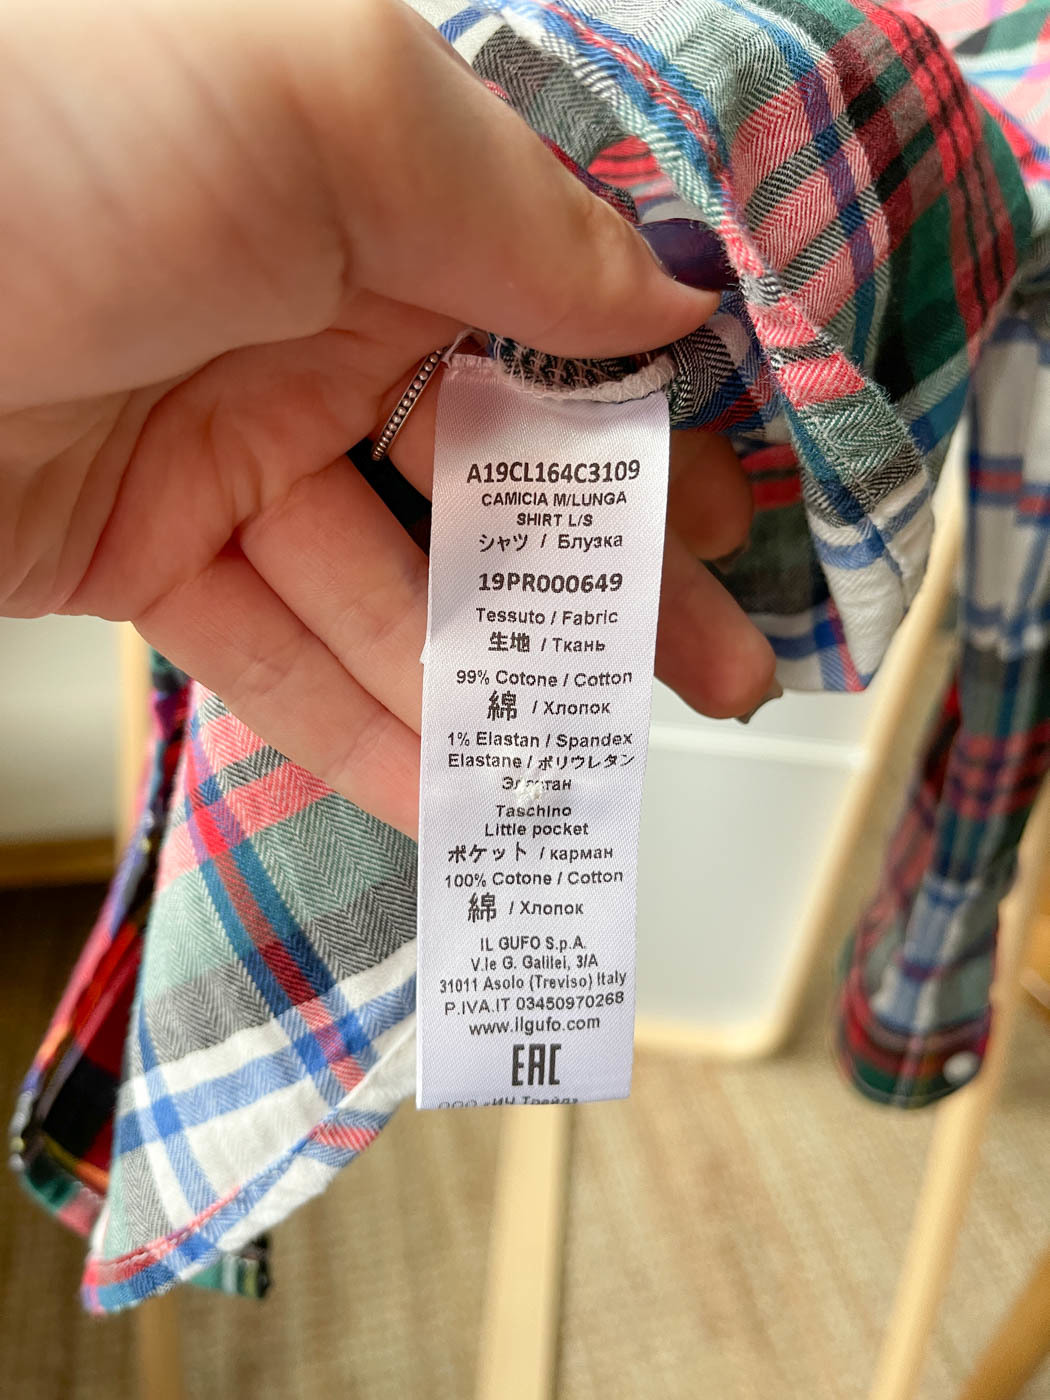 A19CL164C3109
CAMICIA M/LUNGA
SHIRT L/S
シャツ / Блузка
19PR000649
Tessuto / Fabric
生地 / Ткань
99% Cotone / Cotton
綿 / Хлопок
1% Elastan / Spandex
Elastane / ポリウレタン
Taschino
Little pocket
ポケット / карман
100% Cotone / Cotton
綿 / Хлопок
IL GUFO S.p.A.
V.le G. Galilei, 3/A
31011 Asolo (Treviso) Italy
P.IVA.IT 03450970268
www.ilgufo.com
EAC
ООО «ИЧ Трейд»